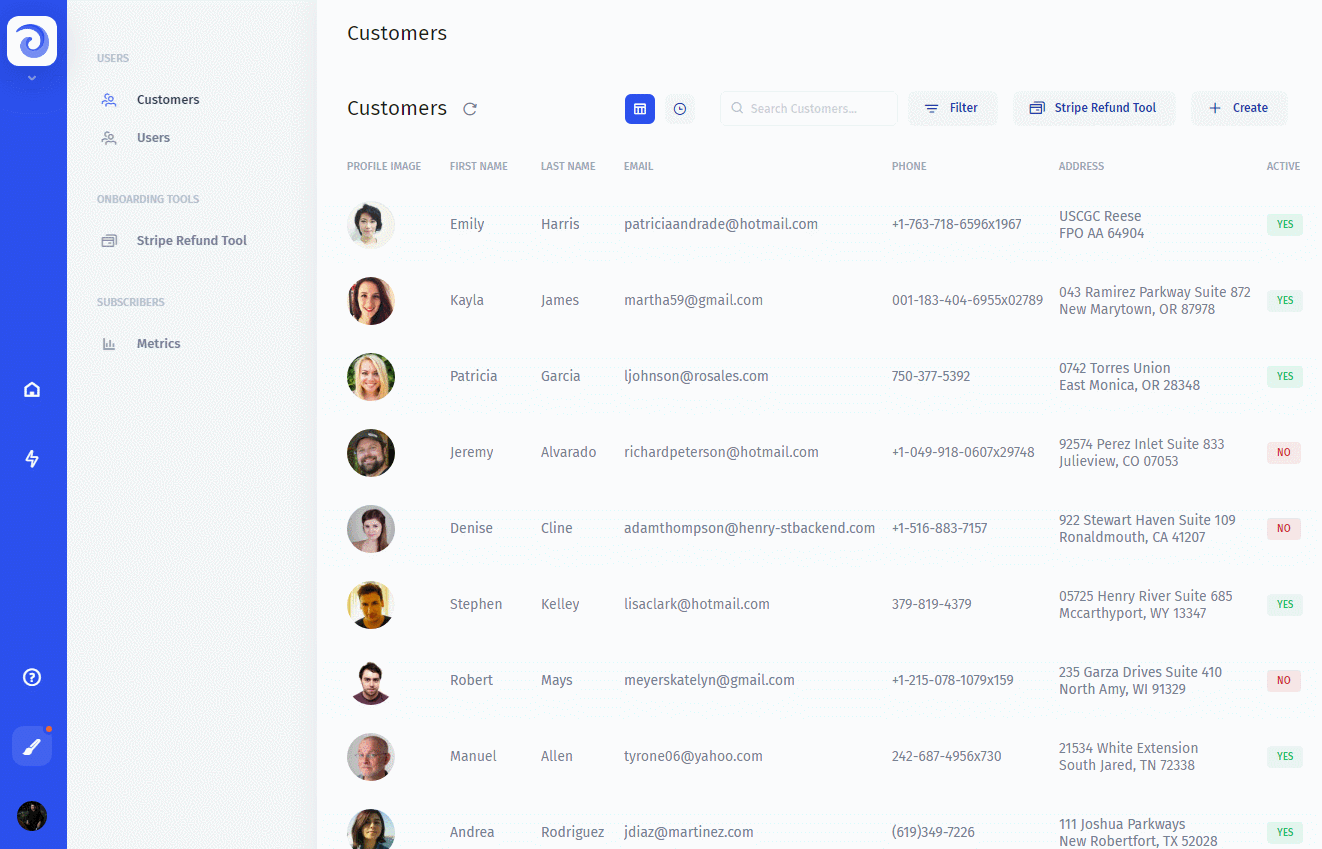 Customers
USERS
Customers
Users
ONBOARDING TOOLS
Stripe Refund Tool
SUBSCRIBERS
Metrics
Customers
Search Customers...
Filter
Stripe Refund Tool
Create
PROFILE IMAGE FIRST NAME LAST NAME EMAIL PHONE ADDRESS ACTIVE
Emily Harris patriciaandrade@hotmail.com +1-763-718-6596x1967 USCGC Reese YES
FPO AA 64904
Kayla James martha59@gmail.com 001-183-404-6955x02789 043 Ramirez Parkway Suite 872 YES
New Marytown, OR 87978
Patricia Garcia ljohnson@rosales.com 750-377-5392 0742 Torres Union YES
East Monica, OR 28348
Jeremy Alvarado richardpeterson@hotmail.com +1-049-918-0607x29748 92574 Perez Inlet Suite 833 NO
Julieview, CO 07053
Denise Cline adamthompson@henry-stbackend.com +1-516-883-7157 922 Stewart Haven Suite 109 NO
Ronaldmouth, CA 41207
Stephen Kelley lisaclark@hotmail.com 379-819-4379 05725 Henry River Suite 685 YES
Mccarthyport, WY 13347
Robert Mays meyerskatelyn@gmail.com +1-215-078-1079x159 235 Garza Drives Suite 410 NO
North Amy, WI 91329
Manuel Allen tyrone06@yahoo.com 242-687-4956x730 21534 White Extension YES
South Jared, TN 72338
Andrea Rodriguez jdiaz@martinez.com (619)349-7226 111 Joshua Parkways YES
New Robertfort, TX 52028